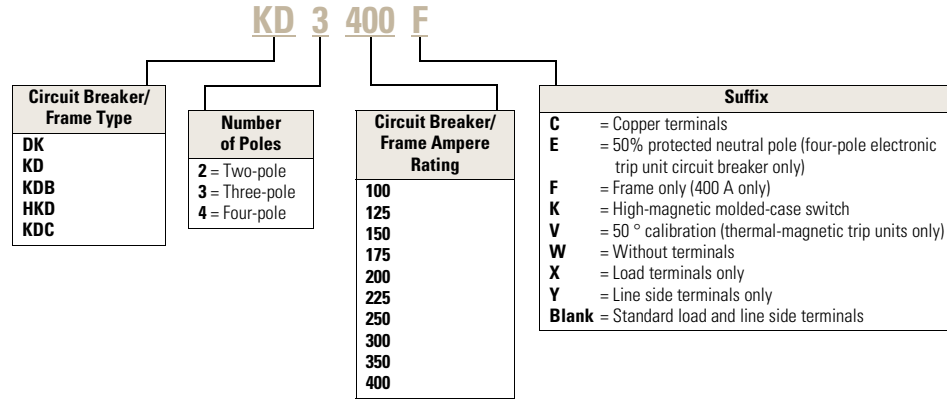 KD 3 400 F
Circuit Breaker/
Frame Type
DK
KD
KDB
HKD
KDC
Number
of Poles
2 = Two-pole
3 = Three-pole
4 = Four-pole
Circuit Breaker/
Frame Ampere
Rating
100
125
150
175
200
225
250
300
350
400
Suffix
C = Copper terminals
E = 50% protected neutral pole (four-pole electronic
trip unit circuit breaker only)
F = Frame only (400 A only)
K = High-magnetic molded-case switch
V = 50 ° calibration (thermal-magnetic trip units only)
W = Without terminals
X = Load terminals only
Y = Line side terminals only
Blank = Standard load and line side terminals